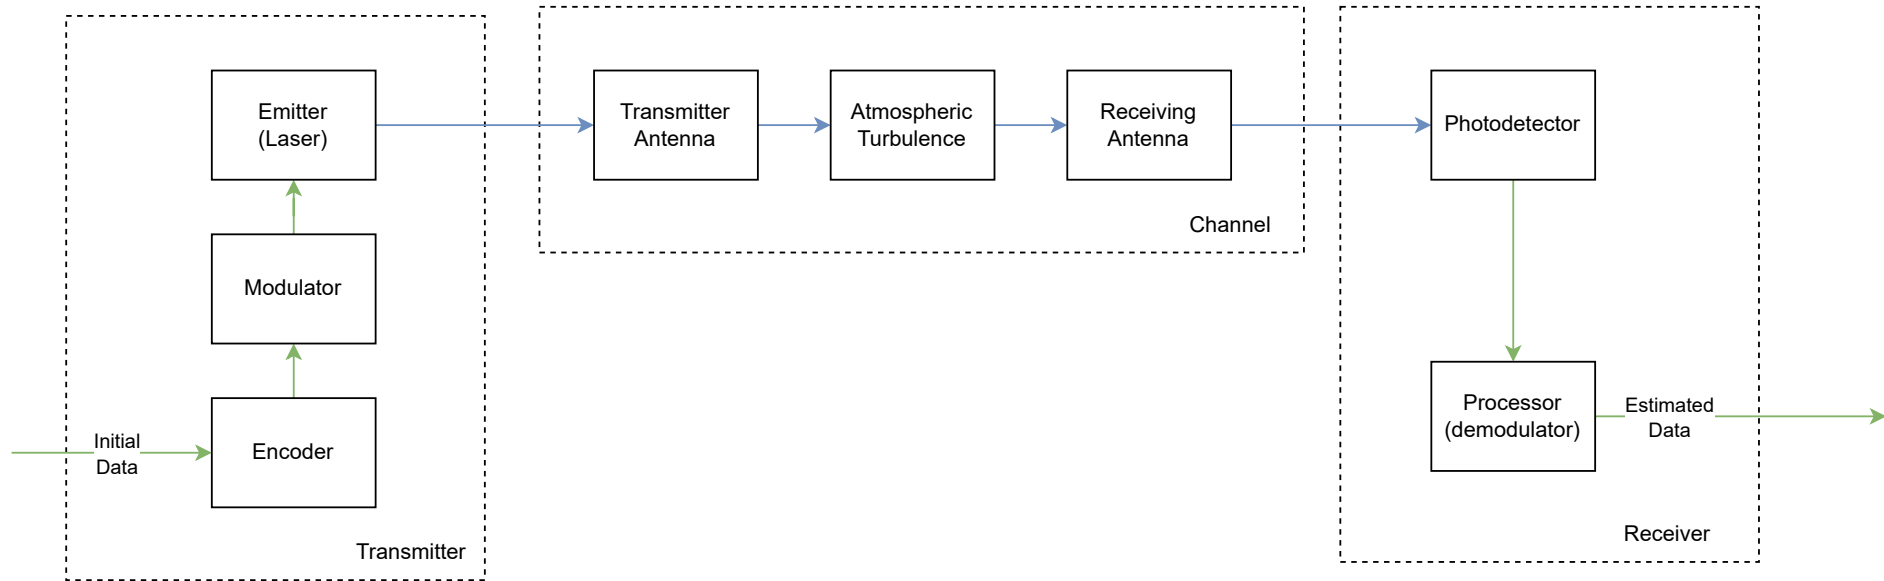 Emitter
(Laser)
Modulator
Encoder
Initial
Data
Transmitter
Transmitter
Antenna
Atmospheric
Turbulence
Receiving
Antenna
Channel
Photodetector
Processor
(demodulator)
Estimated
Data
Receiver